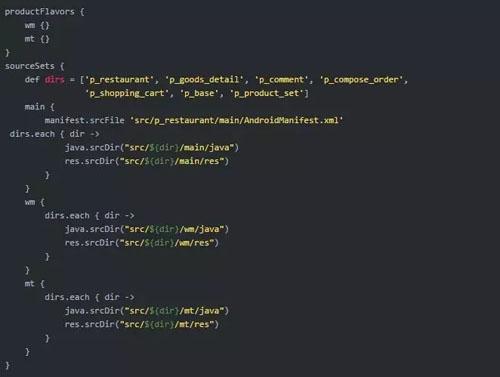 productFlavors {
    wm {}
    mt {}
}
sourceSets {
    def dirs = ['p_restaurant', 'p_goods_detail', 'p_comment', 'p_compose_order',
                'p_shopping_cart', 'p_base', 'p_product_set']
    main {
        manifest.srcFile 'src/p_restaurant/main/AndroidManifest.xml'
 dirs.each { dir ->
            java.srcDir("src/${dir}/main/java")
            res.srcDir("src/${dir}/main/res")
        }
    }
    wm {
        dirs.each { dir ->
            java.srcDir("src/${dir}/wm/java")
            res.srcDir("src/${dir}/wm/res")
        }
    }
    mt {
        dirs.each { dir ->
            java.srcDir("src/${dir}/mt/java")
            res.srcDir("src/${dir}/mt/res")
        }
    }
}